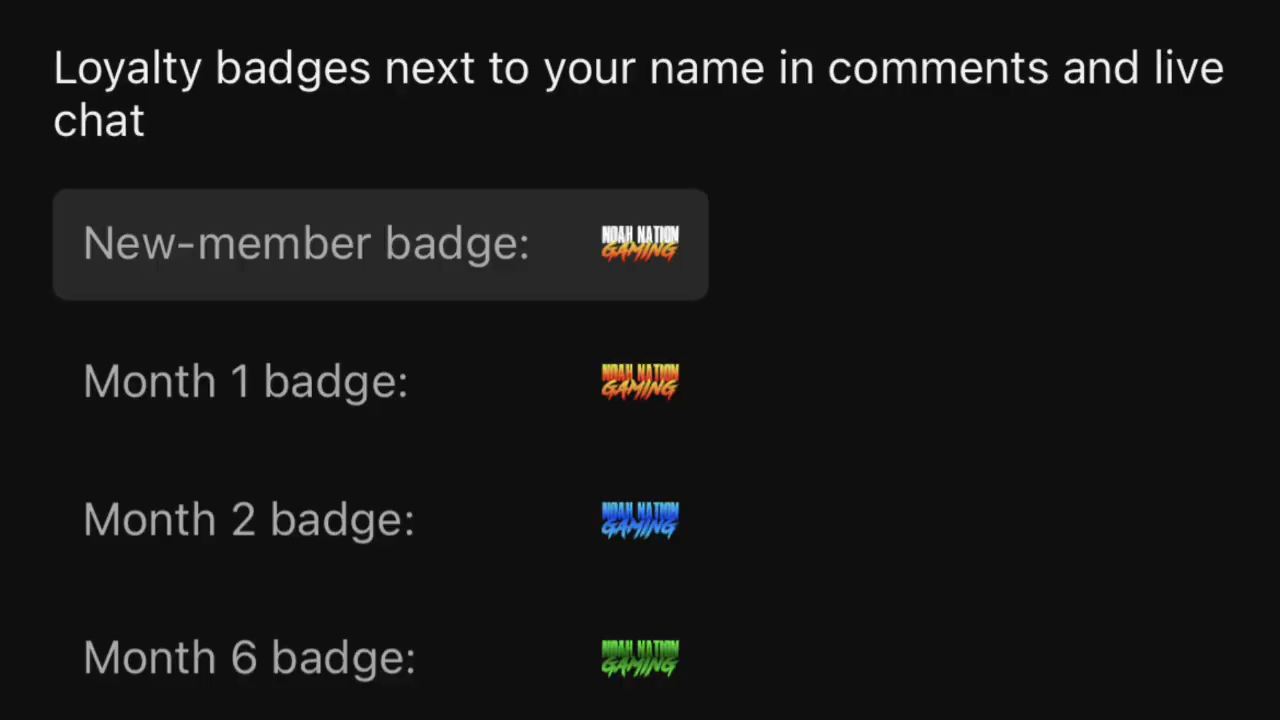 Loyalty badges next to your name in comments and live
chat
New-member badge:
NOAH NATION
GAMING
Month 1 badge:
NOAH NATION
GAMING
Month 2 badge:
NOAH NATION
GAMING
Month 6 badge:
NOAH NATION
GAMING